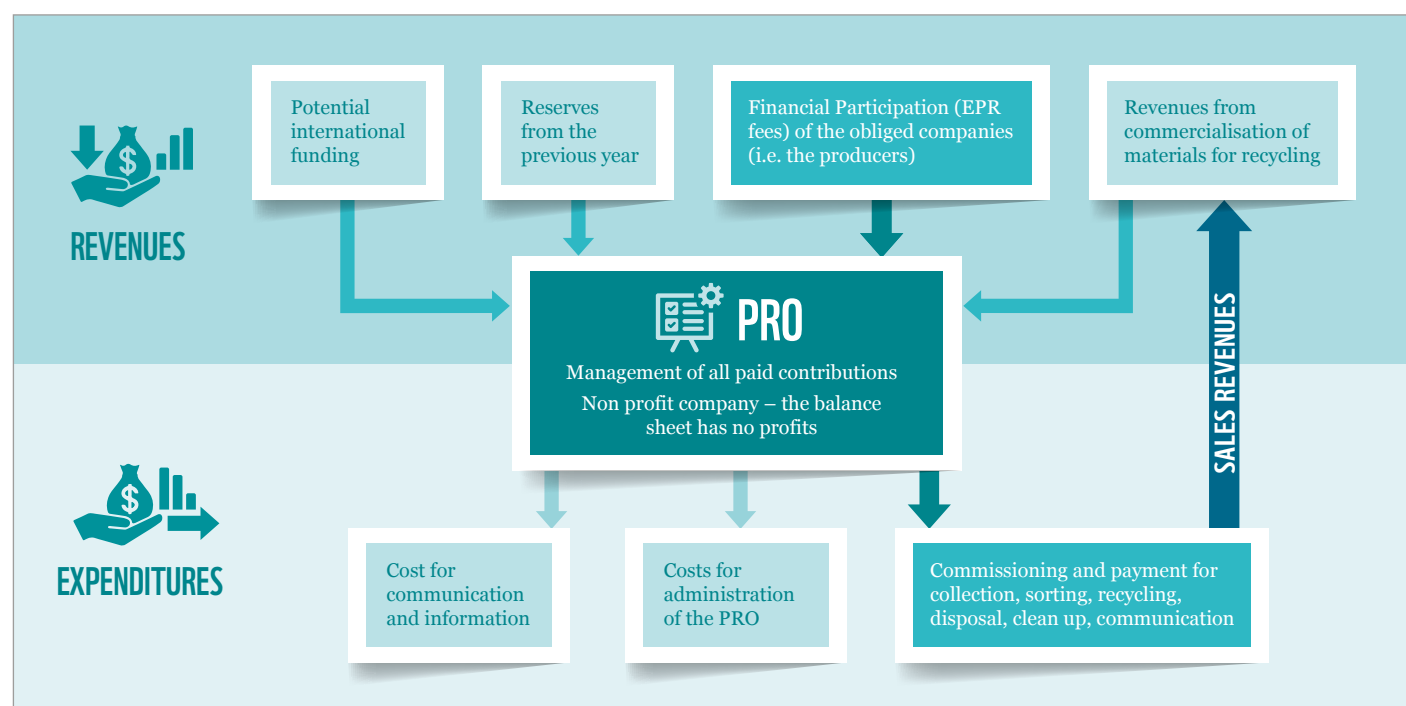 Potential
international
funding
Reserves
from the
previous year
Financial Participation (EPR
fees) of the obliged companies
(i.e. the producers)
Revenues from
commercialisation of
materials for recycling
$
REVENUES
PRO
Management of all paid contributions
Non profit company – the balance
sheet has no profits
SALES REVENUES
$
EXPENDITURES
Cost for
communication
and information
Costs for
administration
of the PRO
Commissioning and payment for
collection, sorting, recycling,
disposal, clean up, communication